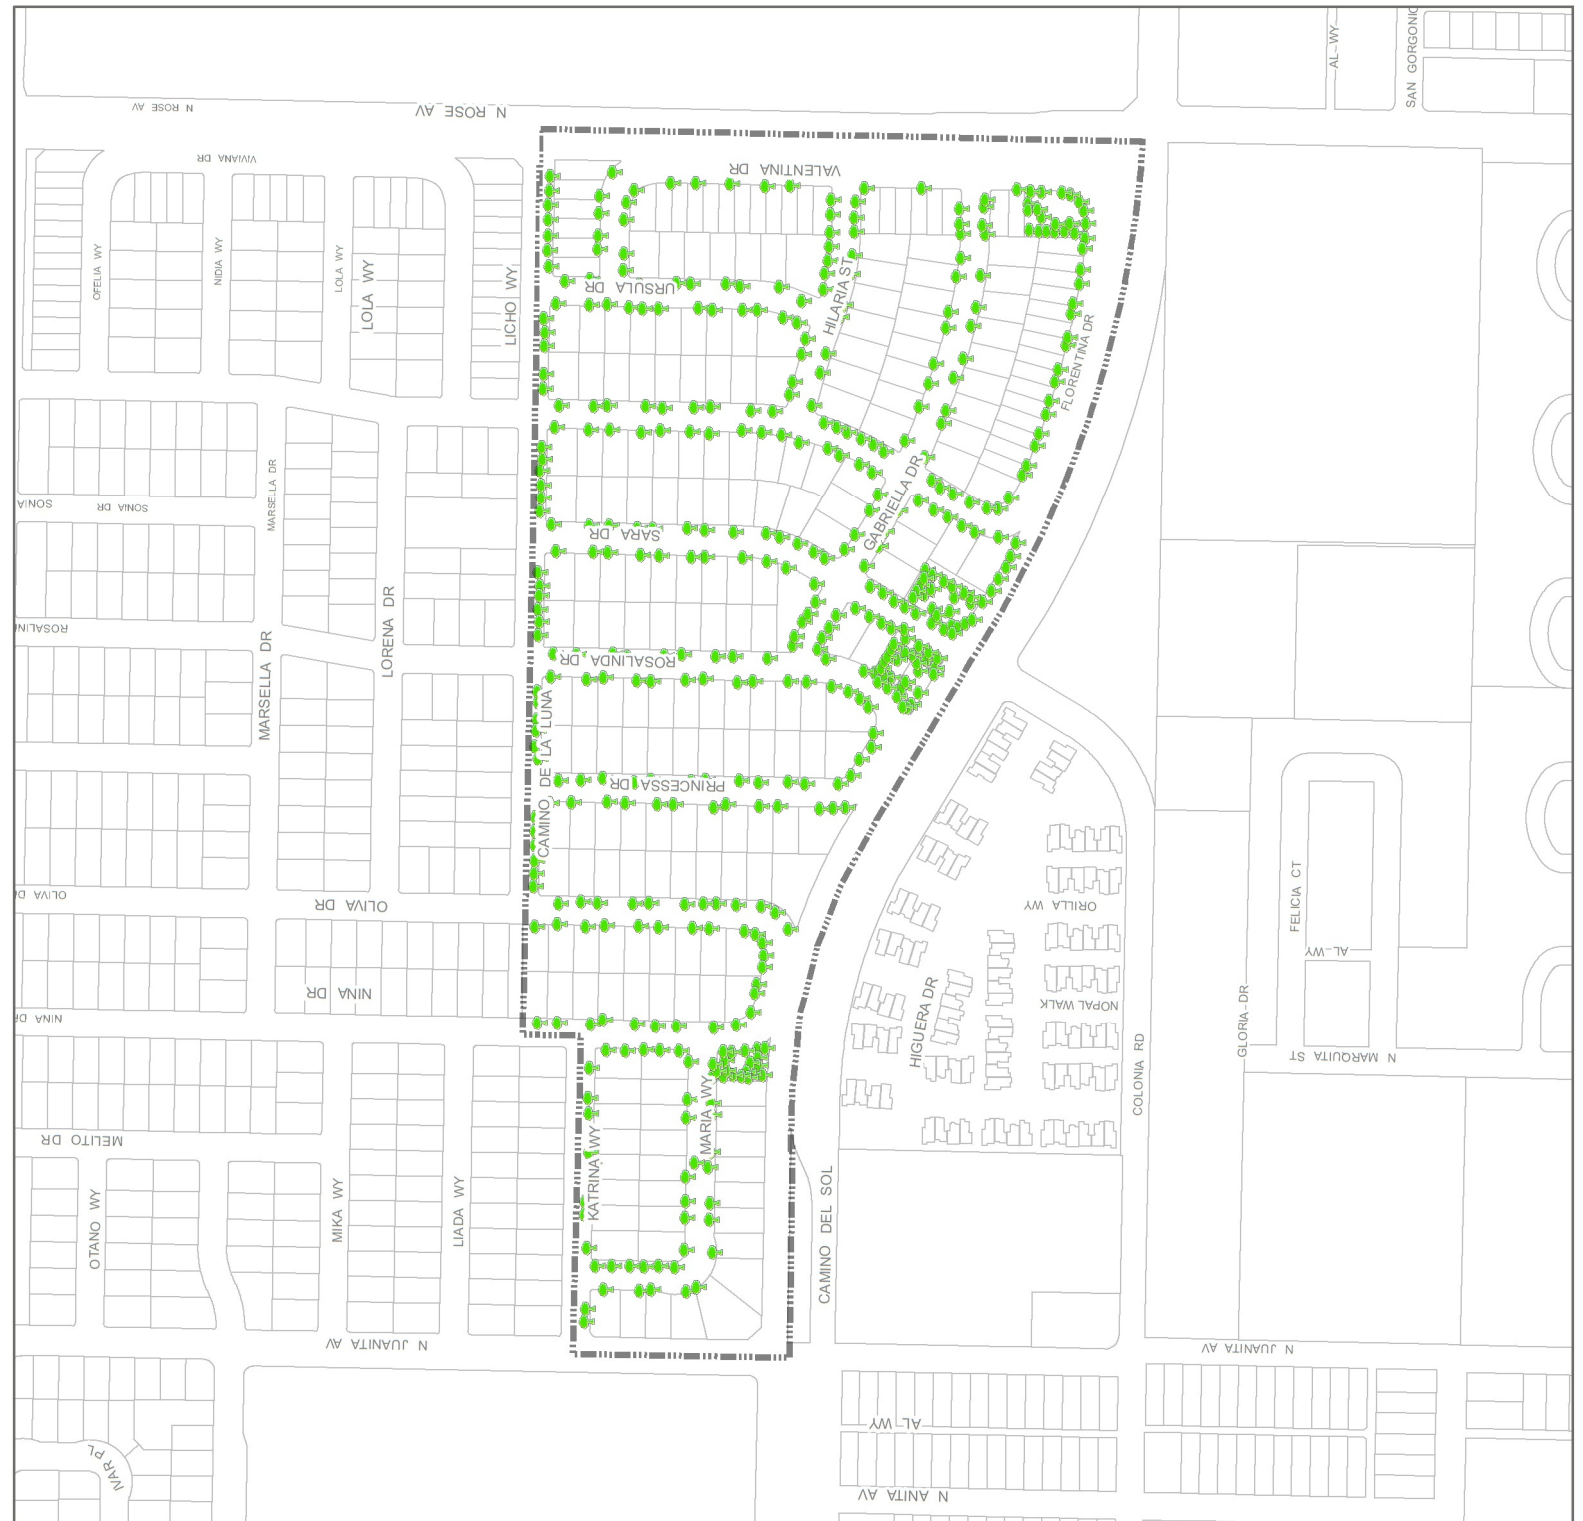 AL WY
SAN GORGONIO
N ROSE AV
N ROSE AV
VIVIANA DR
VALENTINA DR
OFELIA WY
NIDIA WY
LOLA WY
LOLA WY
LICHO WY
URSULA DR
HILARIA ST
FLORENTINA DR
MARSELLA DR
SONIA
SONIA DR
SARA DR
GABRIELLA DR
LORENA DR
ROSALIN
MARSELLA DR
ROSALINDA DR
CAMINO DE LA LUNA
PRINCESSA DR
OLIVA DR
OLIVA DR
ORILLA WY
FELICIA CT
AL WY
NINA DR
NINA DR
HIGUERA DR
NOPAL WALK
GLORIA DR
N MARQUITA ST
COLONIA RD
MARIA WY
MELITO DR
KATRINA WY
OTANO WY
MIKA WY
LIADA WY
CAMINO DEL SOL
N JUANITA AV
N JUANITA AV
AL WY
IVAR PL
N ANITA AV